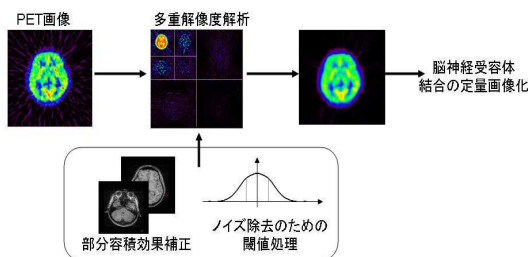 PET画像
多重解像度解析
脳神経受容体
結合の定量画像化
部分容積効果補正
ノイズ除去のための
閾値処理